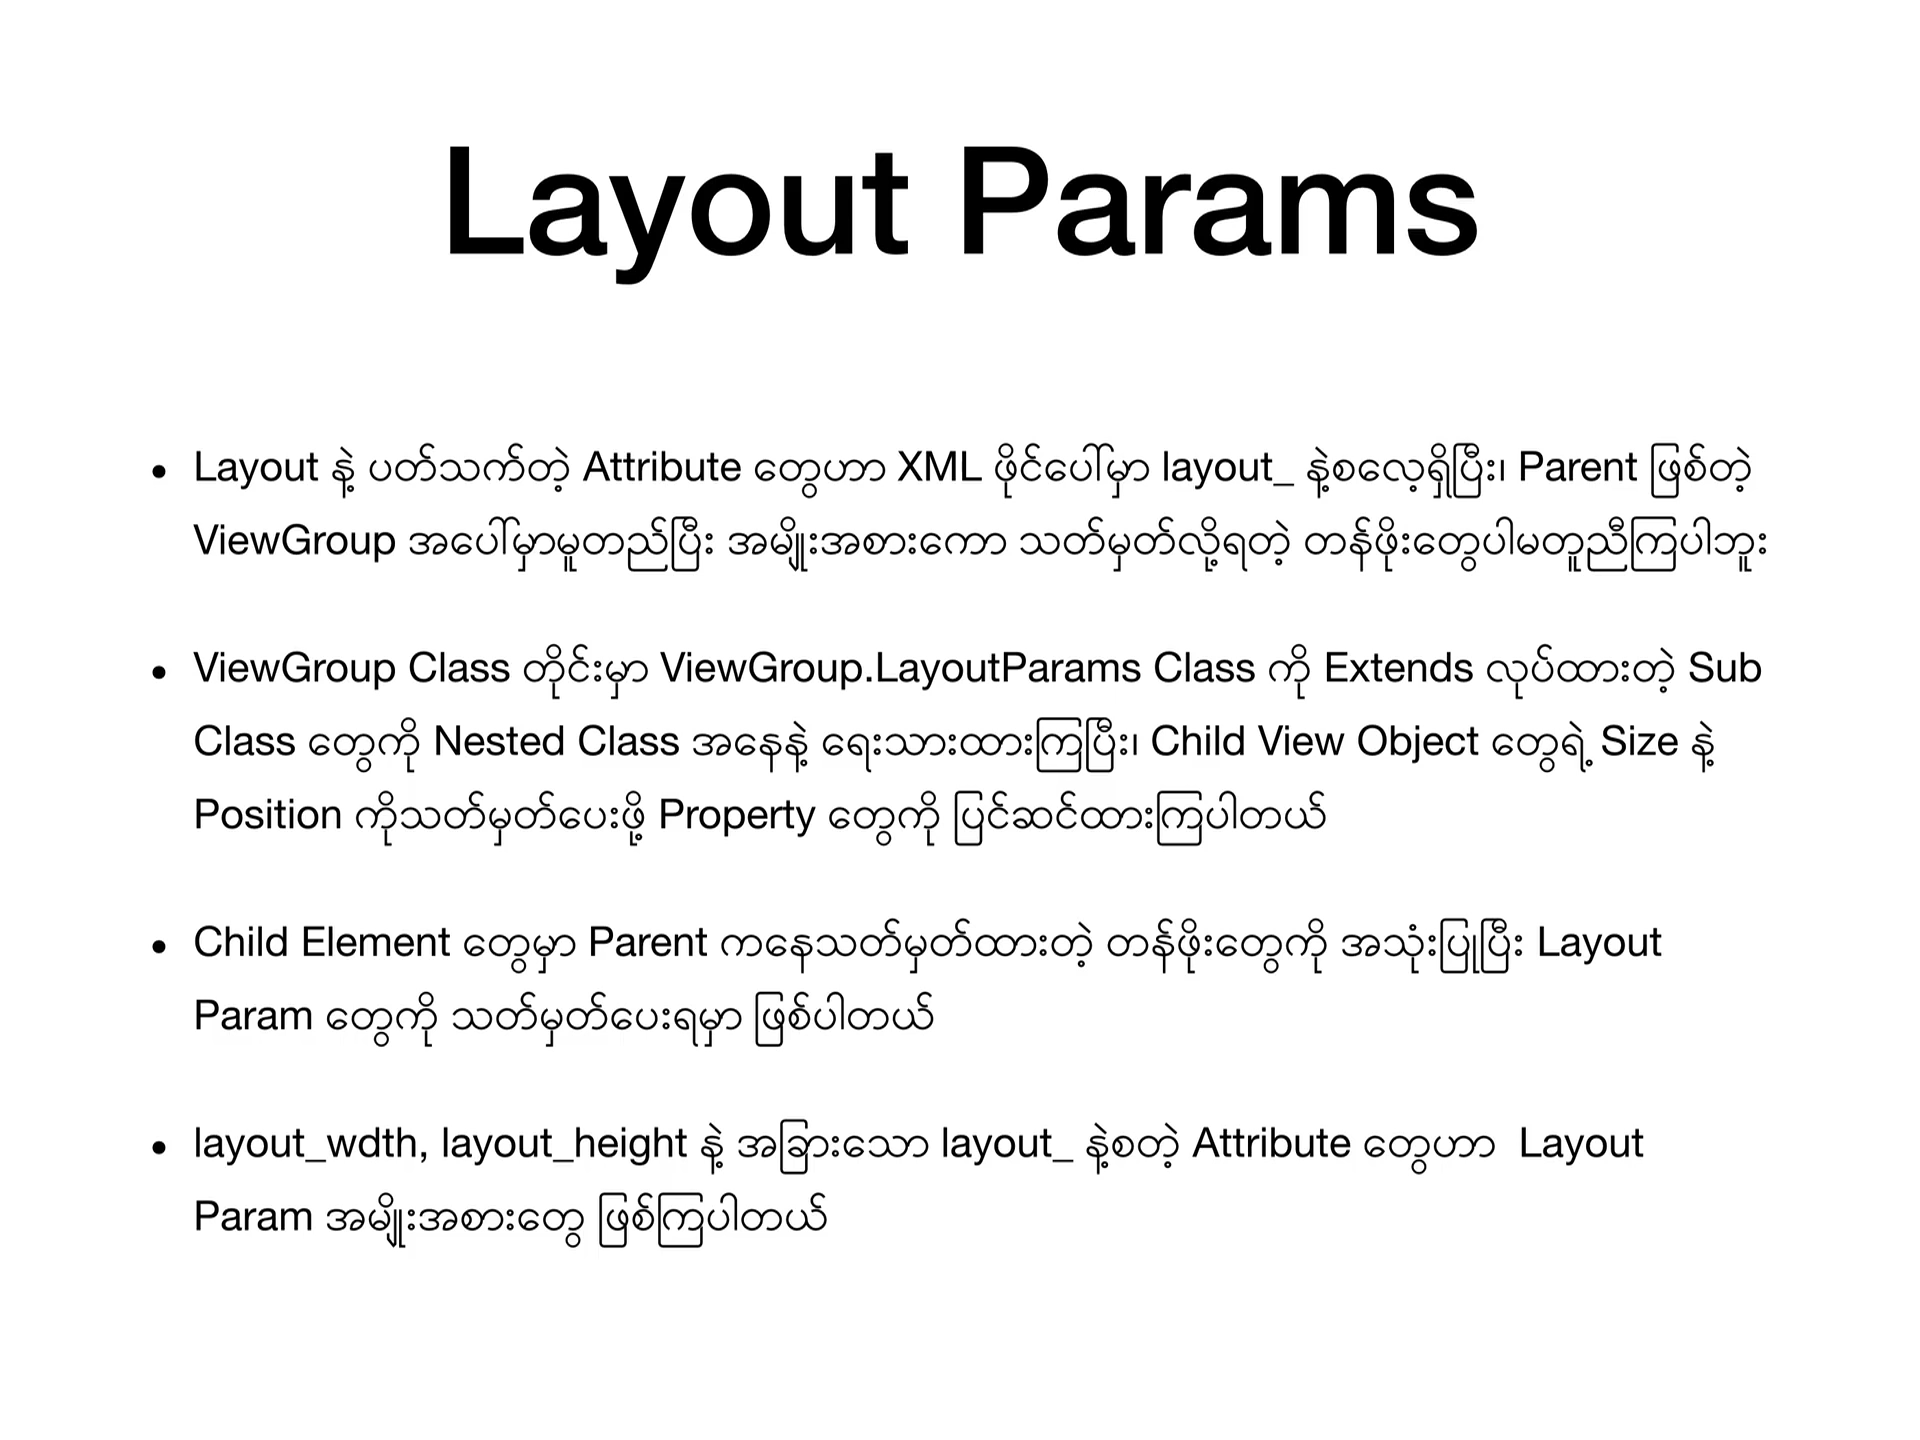 Layout Params
• Layout နဲ့ ပတ်သက်တဲ့ Attribute တွေဟာ XML ဖိုင်ပေါ်မှာ layout_ နဲ့စလေ့ရှိပြီး၊ Parent ဖြစ်တဲ့
ViewGroup အပေါ်မှာမူတည်ပြီး အမျိုးအစားကော သတ်မှတ်လို့ရတဲ့ တန်ဖိုးတွေပါမတူညီကြပါဘူး
• ViewGroup Class တိုင်းမှာ ViewGroup.LayoutParams Class ကို Extends လုပ်ထားတဲ့ Sub
Class တွေကို Nested Class အနေနဲ့ ရေးသားထားကြပြီး၊ Child View Object တွေရဲ့ Size နဲ့
Position ကိုသတ်မှတ်ပေးဖို့ Property တွေကို ပြင်ဆင်ထားကြပါတယ်
• Child Element တွေမှာ Parent ကနေသတ်မှတ်ထားတဲ့ တန်ဖိုးတွေကို အသုံးပြုပြီး Layout
Param တွေကို သတ်မှတ်ပေးရမှာ ဖြစ်ပါတယ်
• layout_wdth, layout_height နဲ့ အခြားသော layout_ နဲ့စတဲ့ Attribute တွေဟာ  Layout
Param အမျိုးအစားတွေ ဖြစ်ကြပါတယ်